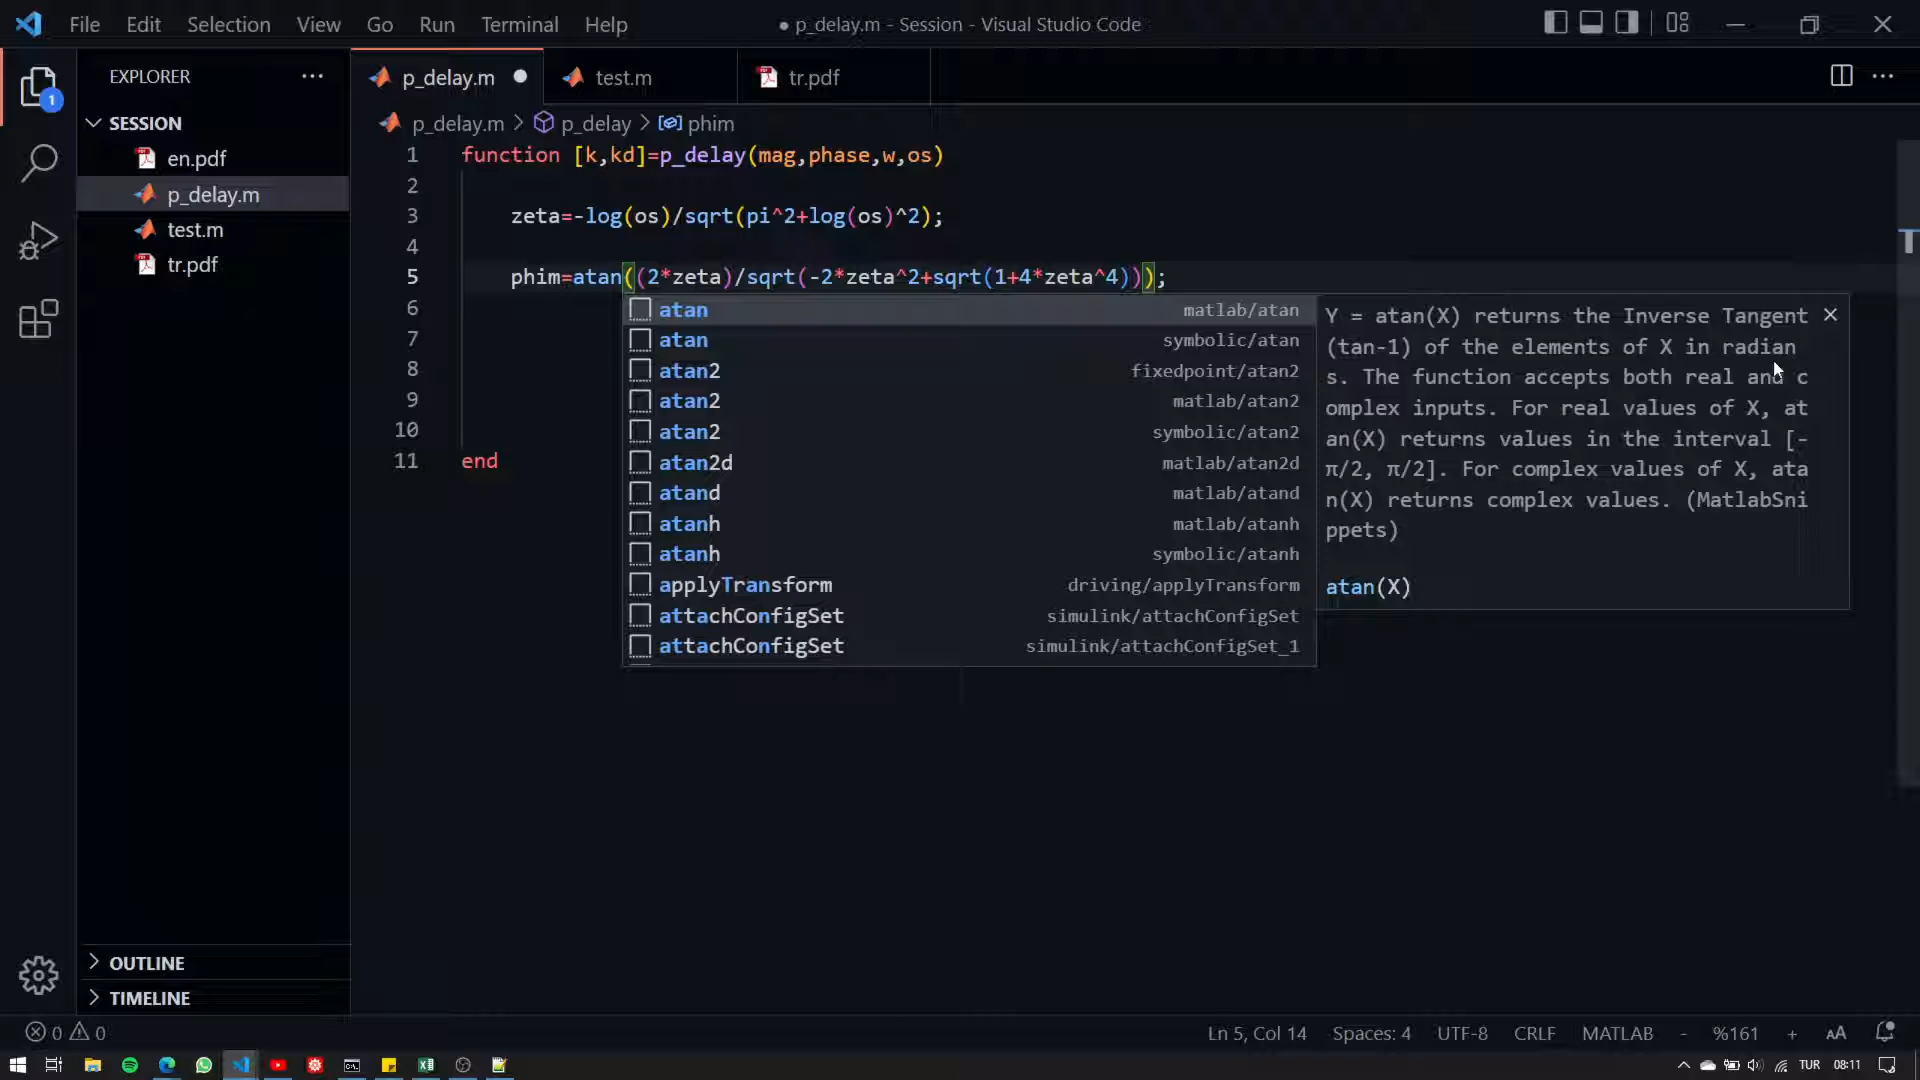 File Edit Selection View Go Run Terminal Help
● p_delay.m - Session - Visual Studio Code
EXPLORER
1
SESSION
en.pdf
p_delay.m
test.m
tr.pdf
OUTLINE
TIMELINE
p_delay.m
test.m
tr.pdf
p_delay.m > p_delay > phim
1 function [k,kd]=p_delay(mag,phase,w,os)
2
3 zeta=-log(os)/sqrt(pi^2+log(os)^2);
4
5 phim=atan((2*zeta)/sqrt(-2*zeta^2+sqrt(1+4*zeta^4)));
6
7
8
9
10
11 end
atan matlab/atan
atan symbolic/atan
atan2 fixedpoint/atan2
atan2 matlab/atan2
atan2 symbolic/atan2
atan2d matlab/atan2d
atand matlab/atand
atanh matlab/atanh
atanh symbolic/atanh
applyTransform driving/applyTransform
attachConfigSet simulink/attachConfigSet
attachConfigSet simulink/attachConfigSet_1
Y = atan(X) returns the Inverse Tangent
(tan-1) of the elements of X in radian
s. The function accepts both real and c
omplex inputs. For real values of X, at
an(X) returns values in the interval [-
π/2, π/2]. For complex values of X, ata
n(X) returns complex values. (MatlabSni
ppets)
atan(X)
0 0
Ln 5, Col 14 Spaces: 4 UTF-8 CRLF MATLAB - %161 + AA
TUR 08:11